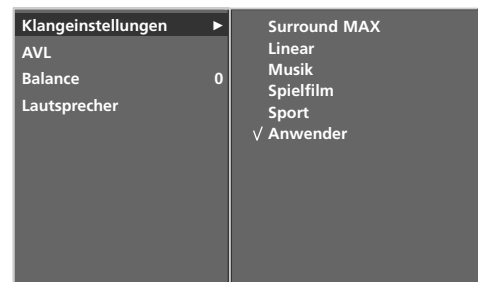 Klangeinstellungen ►
AVL
Balance 0
Lautsprecher
Surround MAX
Linear
Musik
Spielfilm
Sport
√ Anwender